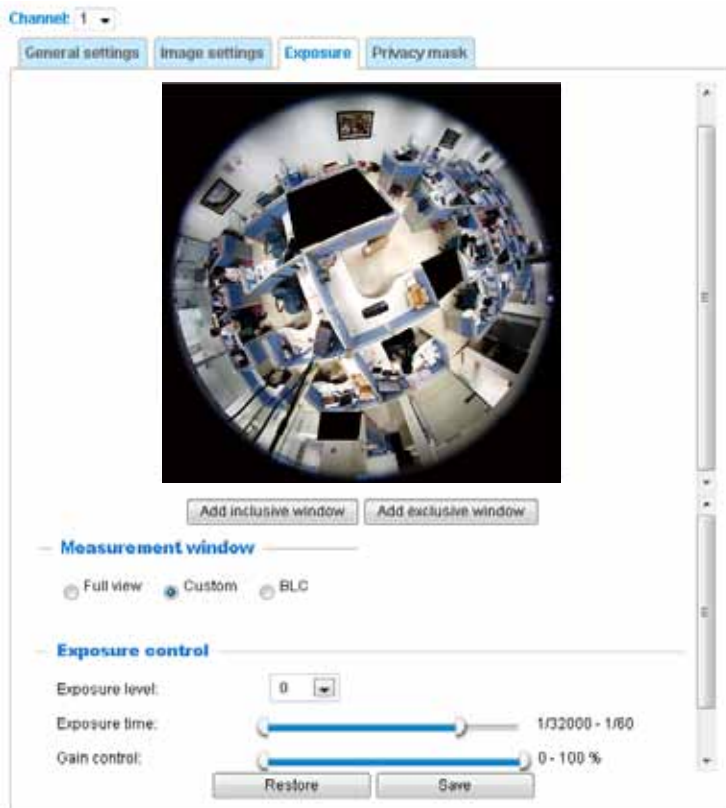 Channel: 1
General settings Image settings Exposure Privacy mask
Add inclusive window Add exclusive window
Measurement window
Full view Custom BLC
Exposure control
Exposure level: 0
Exposure time: 1/32000 - 1/60
Gain control: 0 - 100 %
Restore Save